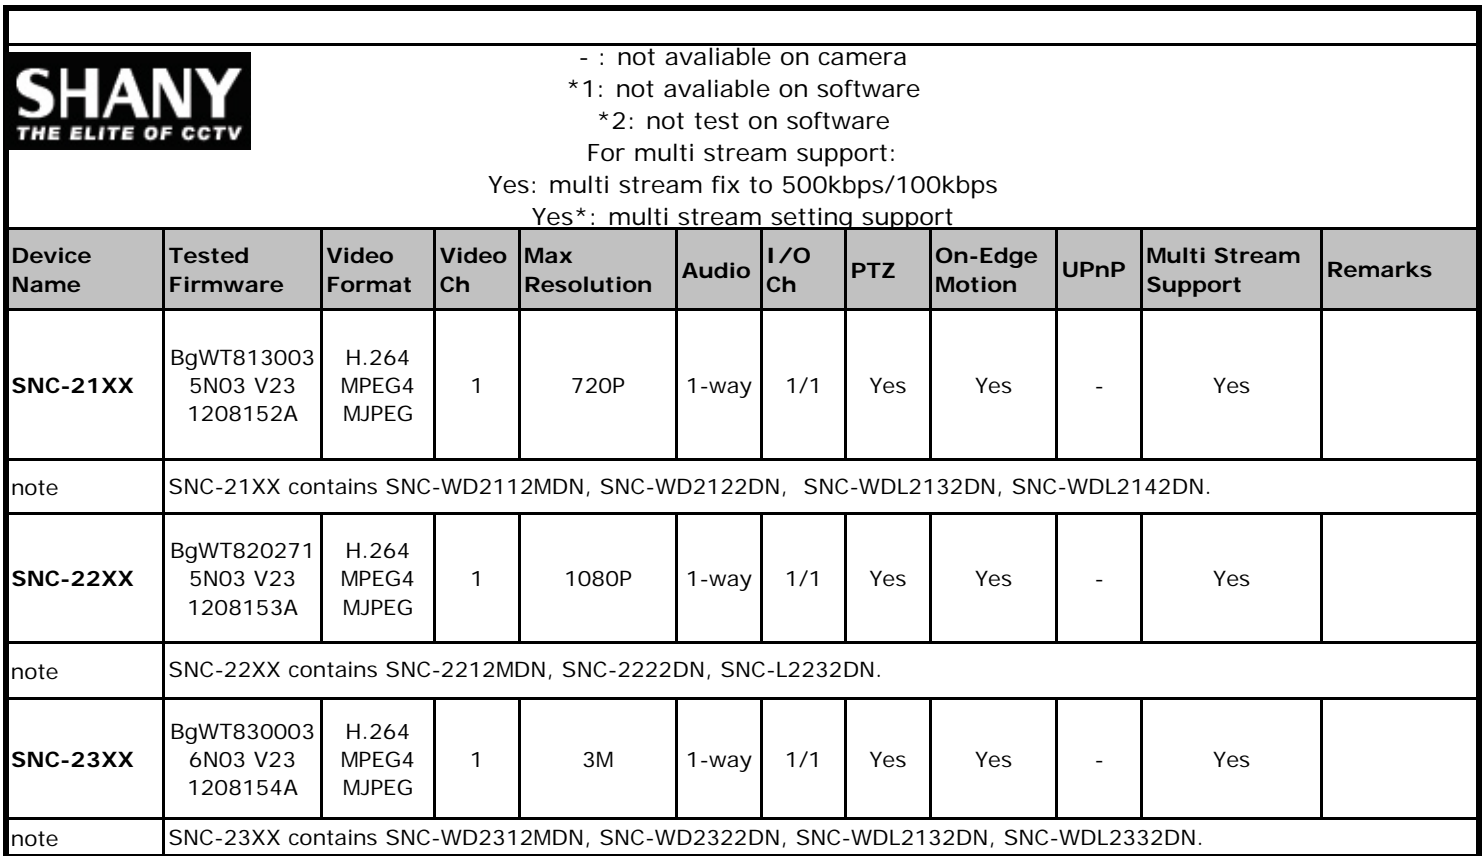 SHANY
THE ELITE OF CCTV
- : not avaliable on camera
*1: not avaliable on software
*2: not test on software
For multi stream support:
Yes: multi stream fix to 500kbps/100kbps
Yes*: multi stream setting support
Device Name Tested Firmware Video Format Video Ch Max Resolution Audio I/O Ch PTZ On-Edge Motion UPnP Multi Stream Support Remarks
SNC-21XX BgWT813003 5N03 V23 1208152A H.264 MPEG4 MJPEG 1 720P 1-way 1/1 Yes Yes - Yes
note SNC-21XX contains SNC-WD2112MDN, SNC-WD2122DN, SNC-WDL2132DN, SNC-WDL2142DN.
SNC-22XX BgWT820271 5N03 V23 1208153A H.264 MPEG4 MJPEG 1 1080P 1-way 1/1 Yes Yes - Yes
note SNC-22XX contains SNC-2212MDN, SNC-2222DN, SNC-L2232DN.
SNC-23XX BgWT830003 6N03 V23 1208154A H.264 MPEG4 MJPEG 1 3M 1-way 1/1 Yes Yes - Yes
note SNC-23XX contains SNC-WD2312MDN, SNC-WD2322DN, SNC-WDL2132DN, SNC-WDL2332DN.